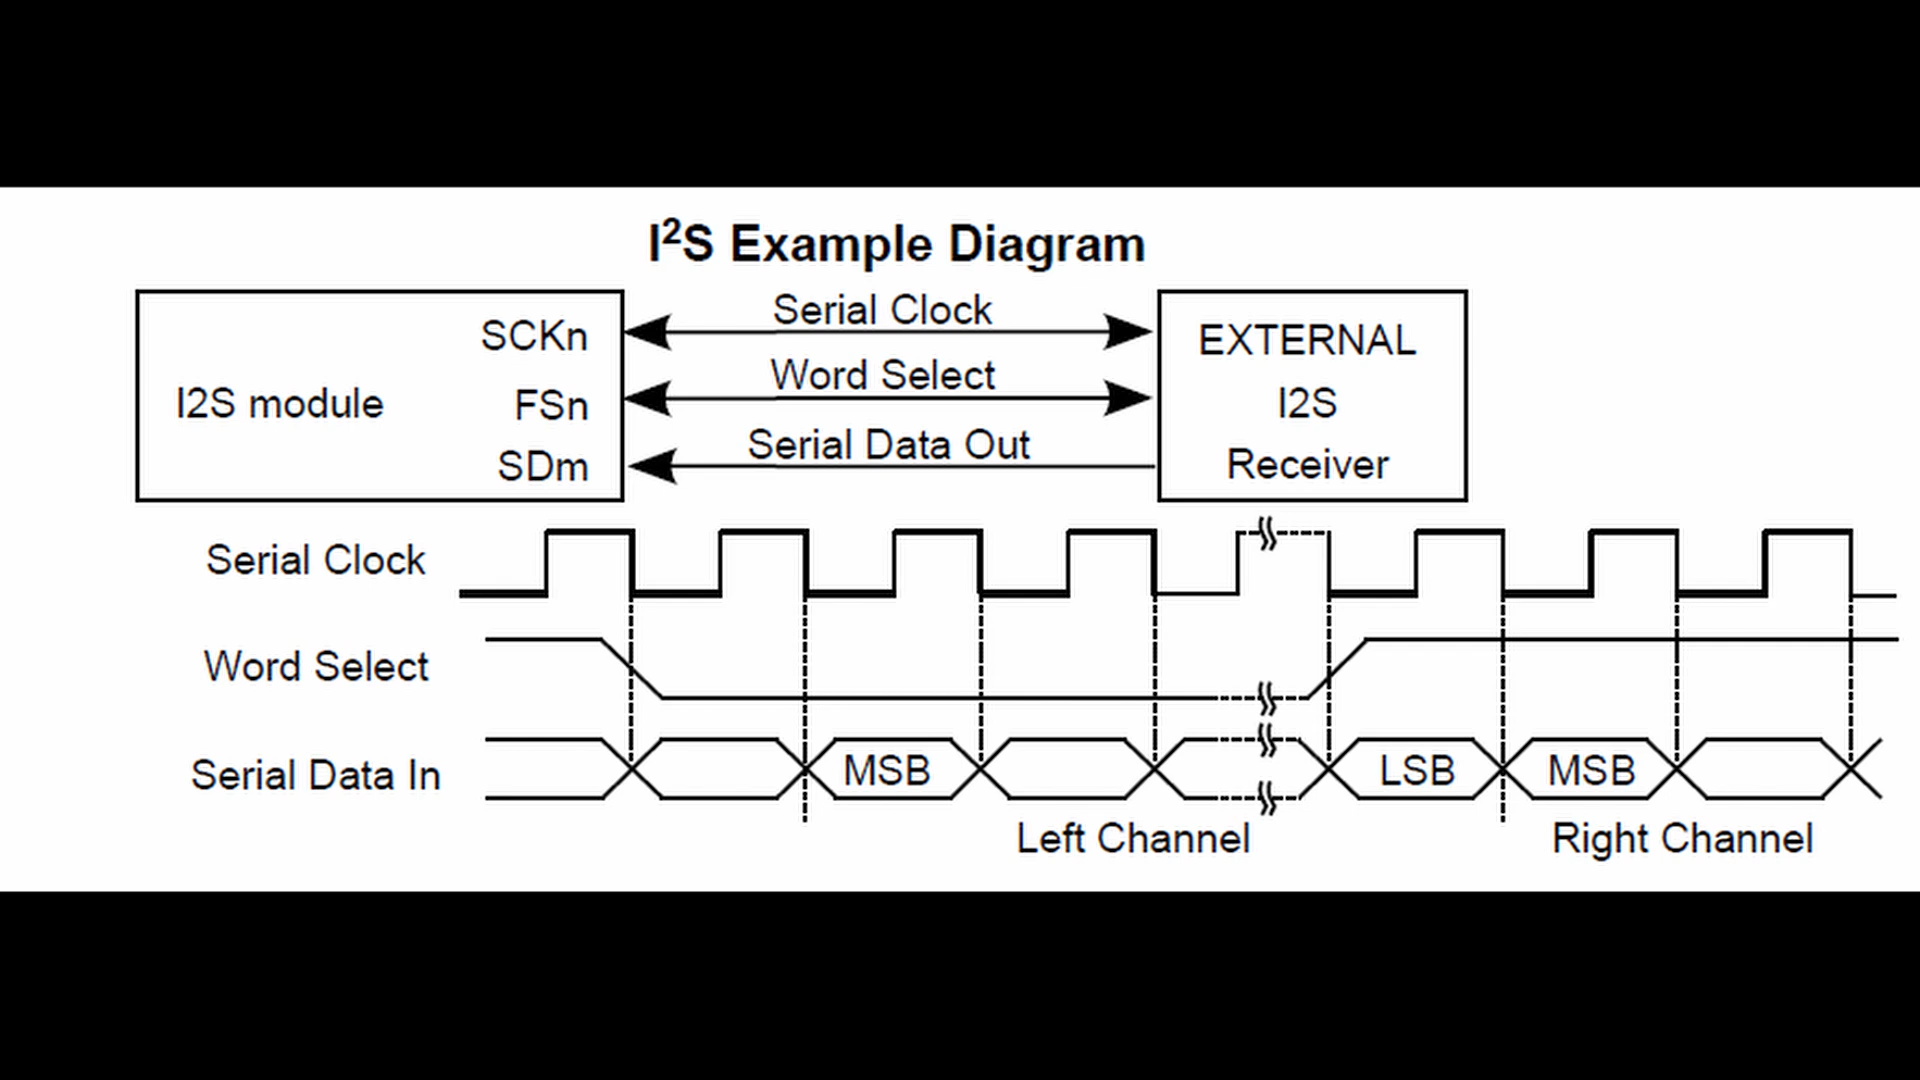 I²S Example Diagram
SCKn
Serial Clock
EXTERNAL
I2S module
FSn
Word Select
I2S
SDm
Serial Data Out
Receiver
Serial Clock
Word Select
Serial Data In
MSB
LSB
MSB
Left Channel
Right Channel